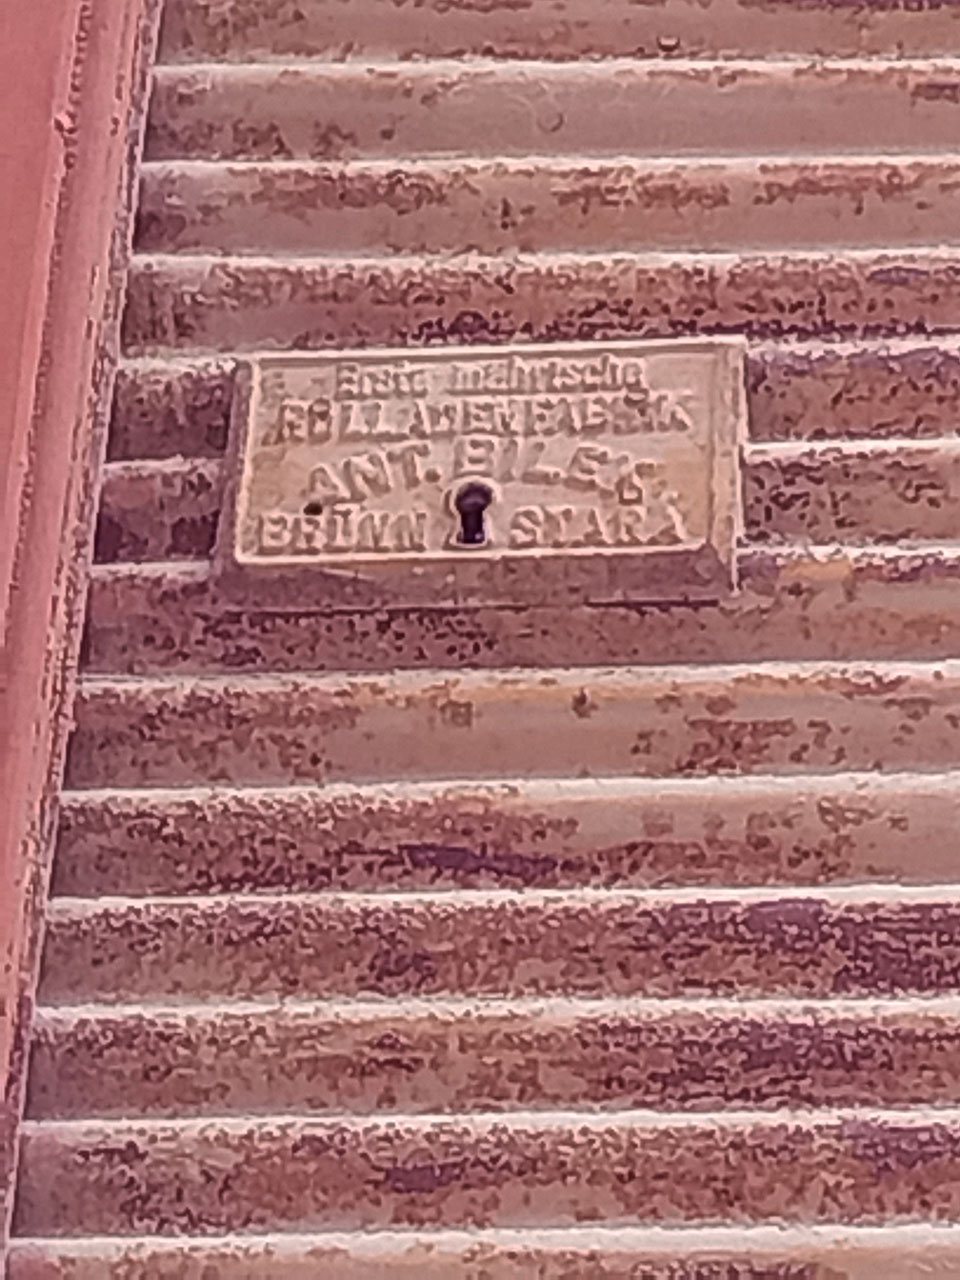 Erste mährische
ROLLADENFABRIK
ANT. BILEK
BRÜNN STARÁ